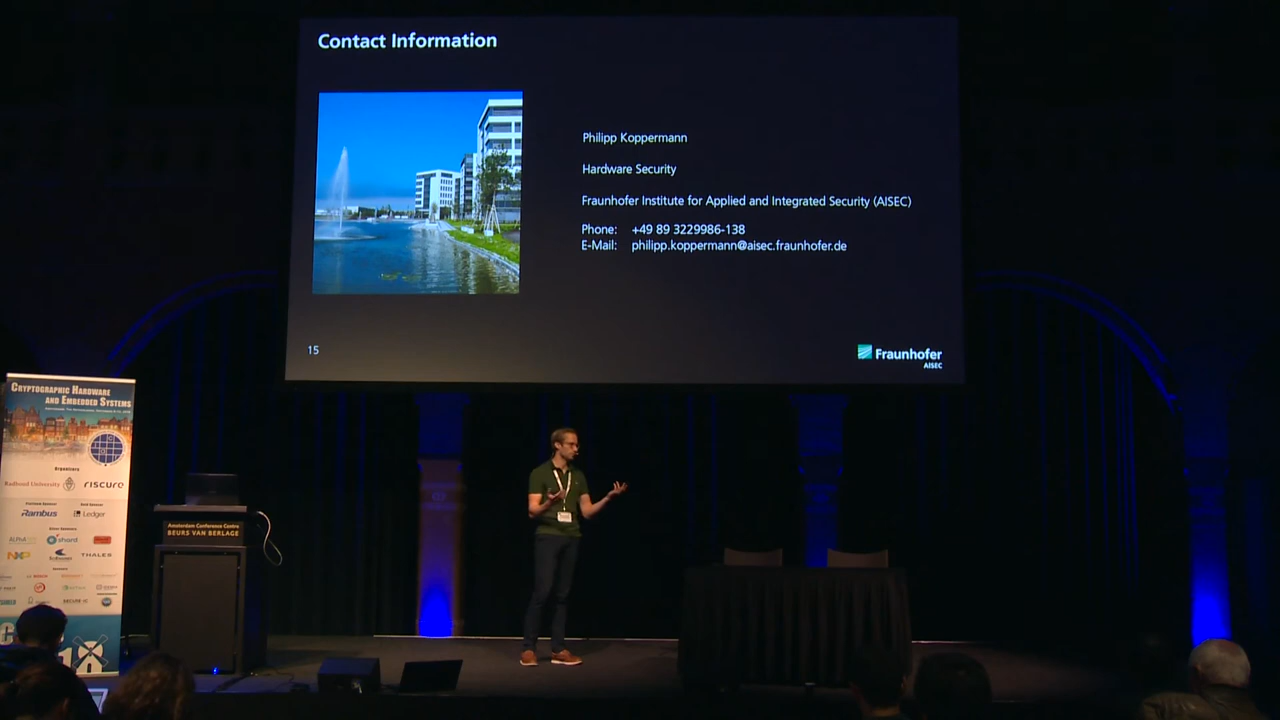 Contact Information
Philipp Koppermann
Hardware Security
Fraunhofer Institute for Applied and Integrated Security (AISEC)
Phone: +49 89 3229986-138
E-Mail: philipp.koppermann@aisec.fraunhofer.de
15
Fraunhofer
AISEC
Cryptographic Hardware
and Embedded Systems
Organizers
Radboud University
riscure
Rambus
Ledger
eshard
NXP
THALES
Amsterdam Conference Centre
BEURS VAN BERLAGE